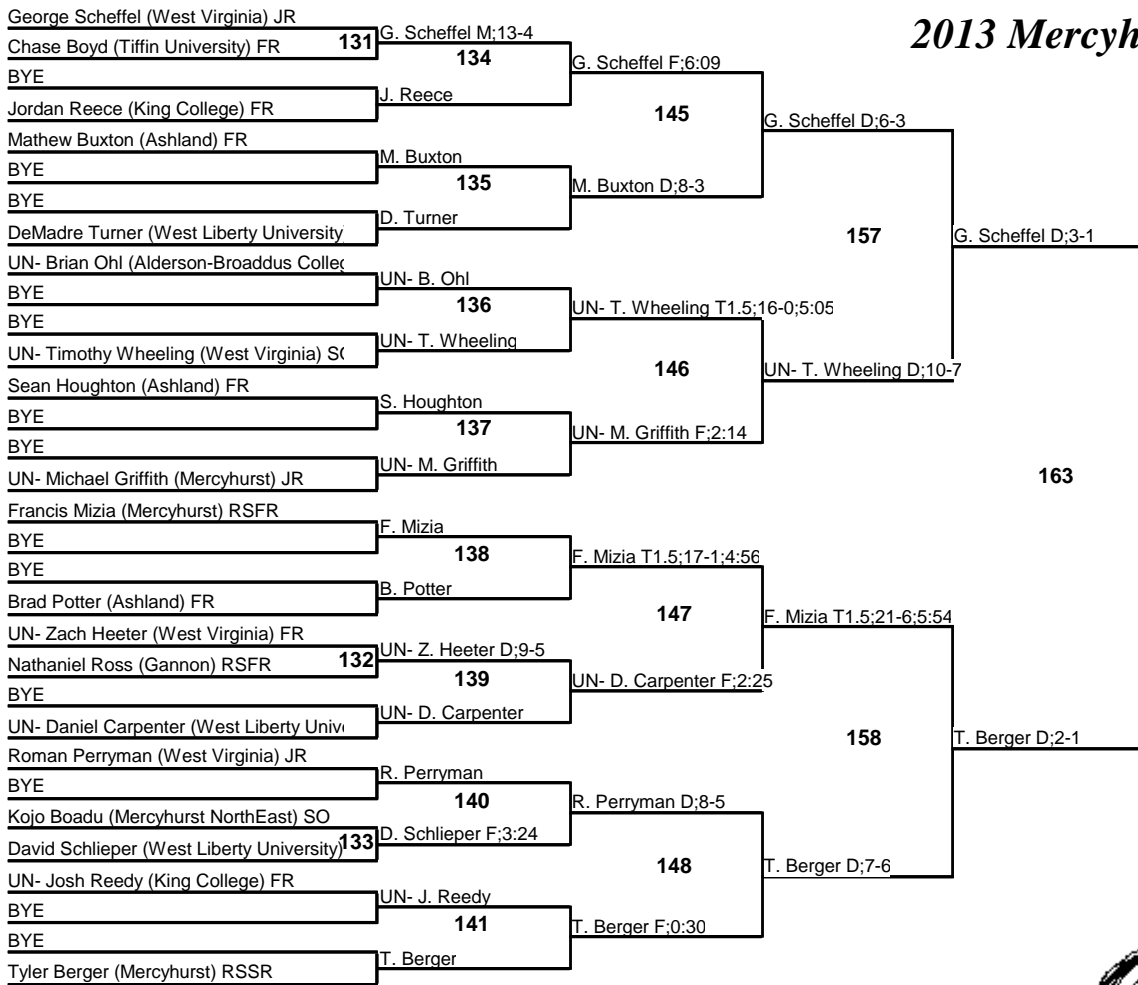 2013 Mercyh
George Scheffel (West Virginia) JR
Chase Boyd (Tiffin University) FR
BYE
Jordan Reece (King College) FR
Mathew Buxton (Ashland) FR
BYE
BYE
DeMadre Turner (West Liberty University
UN- Brian Ohl (Alderson-Broaddus Colleg
BYE
BYE
UN- Timothy Wheeling (West Virginia) SO
Sean Houghton (Ashland) FR
BYE
BYE
UN- Michael Griffith (Mercyhurst) JR
Francis Mizia (Mercyhurst) RSFR
BYE
BYE
Brad Potter (Ashland) FR
UN- Zach Heeter (West Virginia) FR
Nathaniel Ross (Gannon) RSFR
BYE
UN- Daniel Carpenter (West Liberty Unive
Roman Perryman (West Virginia) JR
BYE
Kojo Boadu (Mercyhurst NorthEast) SO
David Schlieper (West Liberty University)
UN- Josh Reedy (King College) FR
BYE
BYE
Tyler Berger (Mercyhurst) RSSR
131
132
133
G. Scheffel M;13-4
134
J. Reece
M. Buxton
135
D. Turner
UN- B. Ohl
136
UN- T. Wheeling
S. Houghton
137
UN- M. Griffith
F. Mizia
138
B. Potter
UN- Z. Heeter D;9-5
139
UN- D. Carpenter
R. Perryman
140
D. Schlieper F;3:24
UN- J. Reedy
141
T. Berger
G. Scheffel F;6:09
145
M. Buxton D;8-3
UN- T. Wheeling T1.5;16-0;5:05
146
UN- M. Griffith F;2:14
F. Mizia T1.5;17-1;4:56
147
UN- D. Carpenter F;2:25
R. Perryman D;8-5
148
T. Berger F;0:30
G. Scheffel D;6-3
157
UN- T. Wheeling D;10-7
F. Mizia T1.5;21-6;5:54
158
T. Berger D;7-6
G. Scheffel D;3-1
163
T. Berger D;2-1